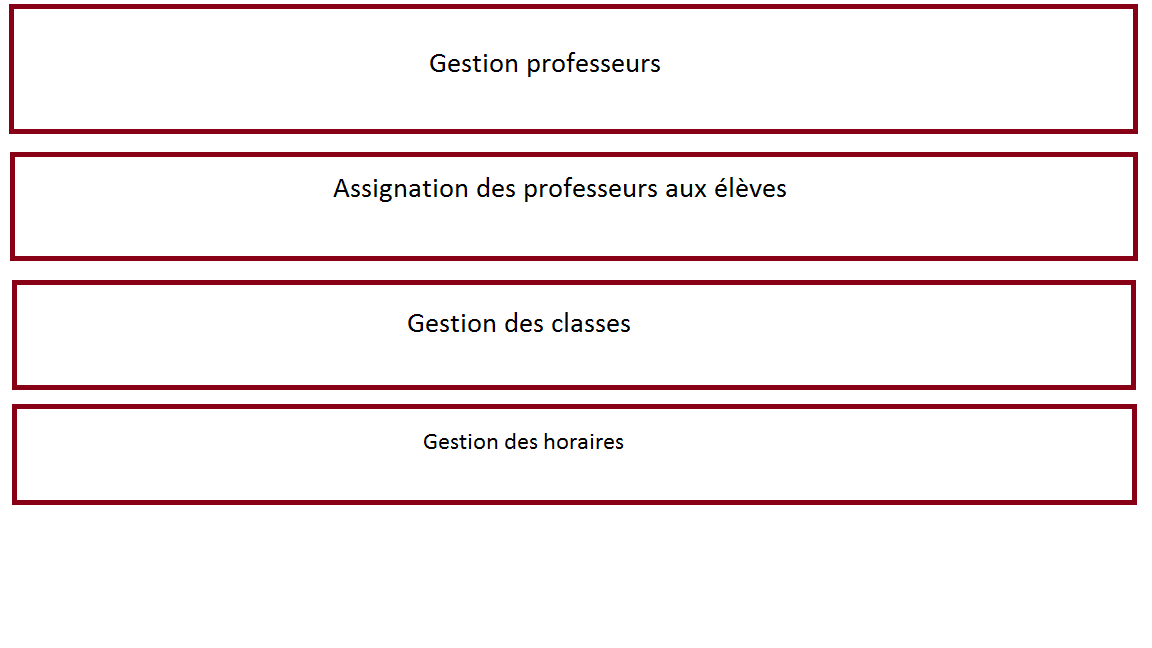 Gestion professeurs
Assignation des professeurs aux élèves
Gestion des classes
Gestion des horaires